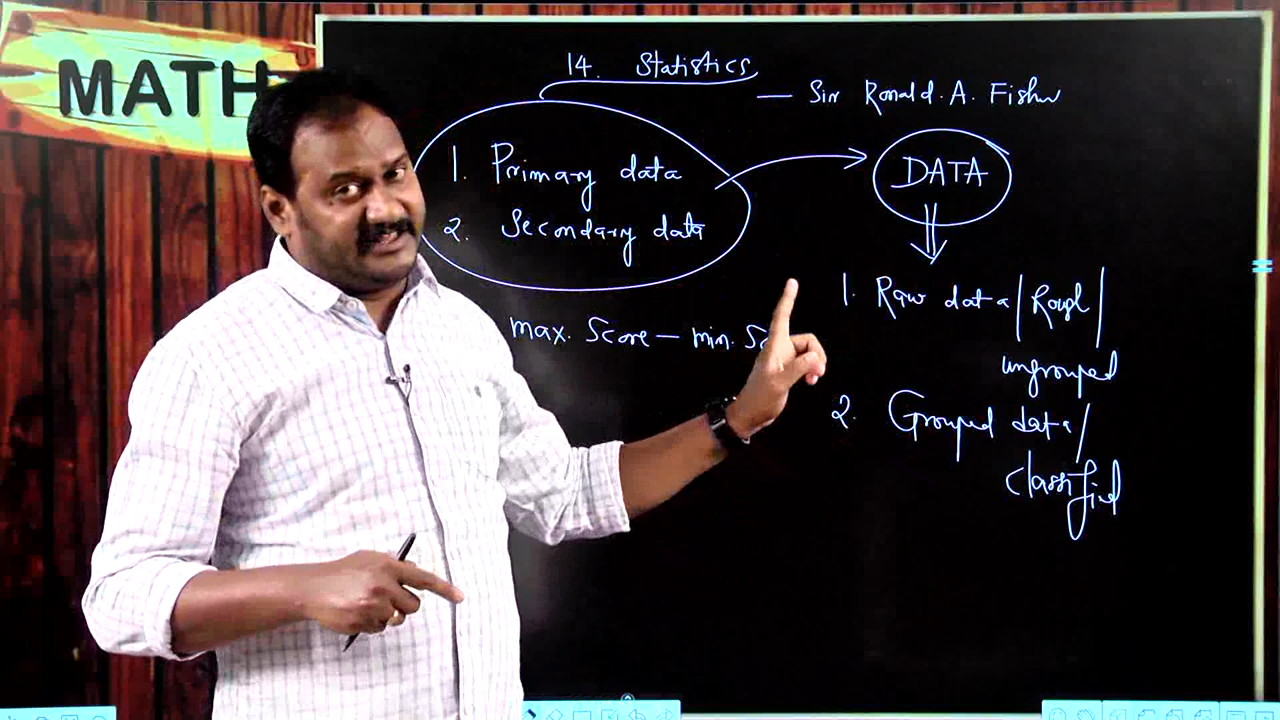 MATH
14. Statistics
— Sir Ronald. A. Fisher
1. Primary data
2. Secondary data
DATA
1. Raw data / Rough /
ungrouped
max. Score — min.
2. Grouped data /
classified